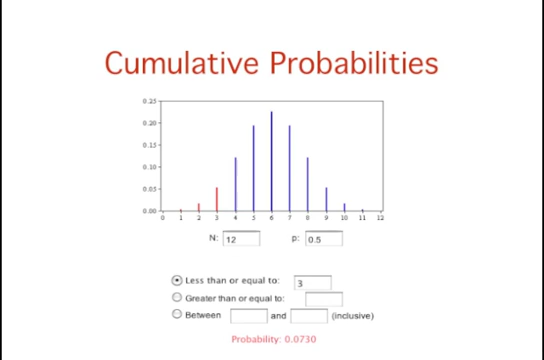 Cumulative Probabilities
0.25
0.20
0.15
0.10
0.05
0.00
0 1 2 3 4 5 6 7 8 9 10 11 12
N: 12 p: 0.5
Less than or equal to: 3
Greater than or equal to:
Between and (inclusive)
Probability: 0.0730